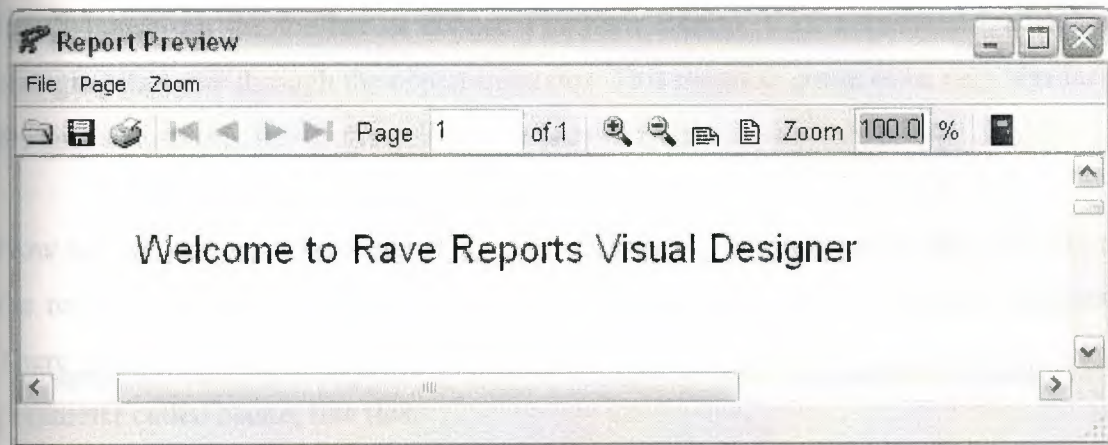 Report Preview
File Page Zoom
Page 1 of 1 Zoom 100.0 %
Welcome to Rave Reports Visual Designer